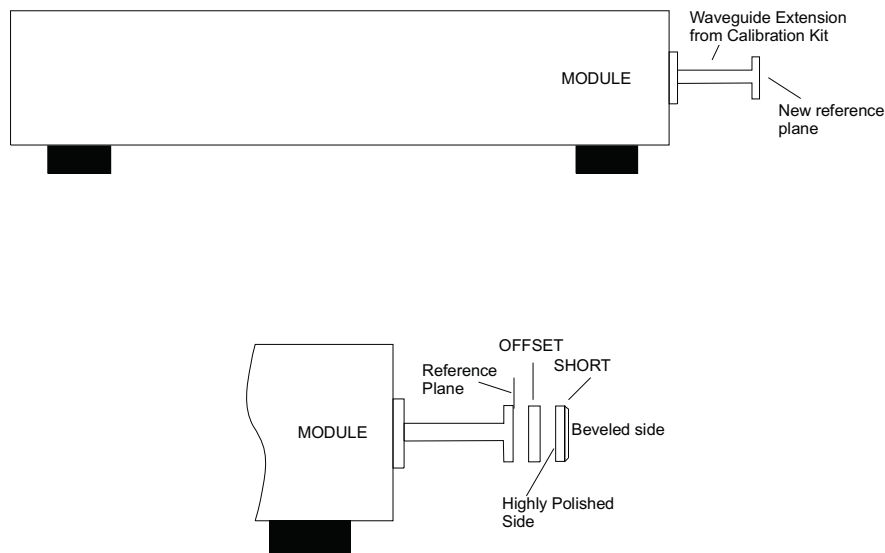 Waveguide Extension
from Calibration Kit
MODULE
New reference
plane
OFFSET
Reference
Plane
SHORT
MODULE
Beveled side
Highly Polished
Side